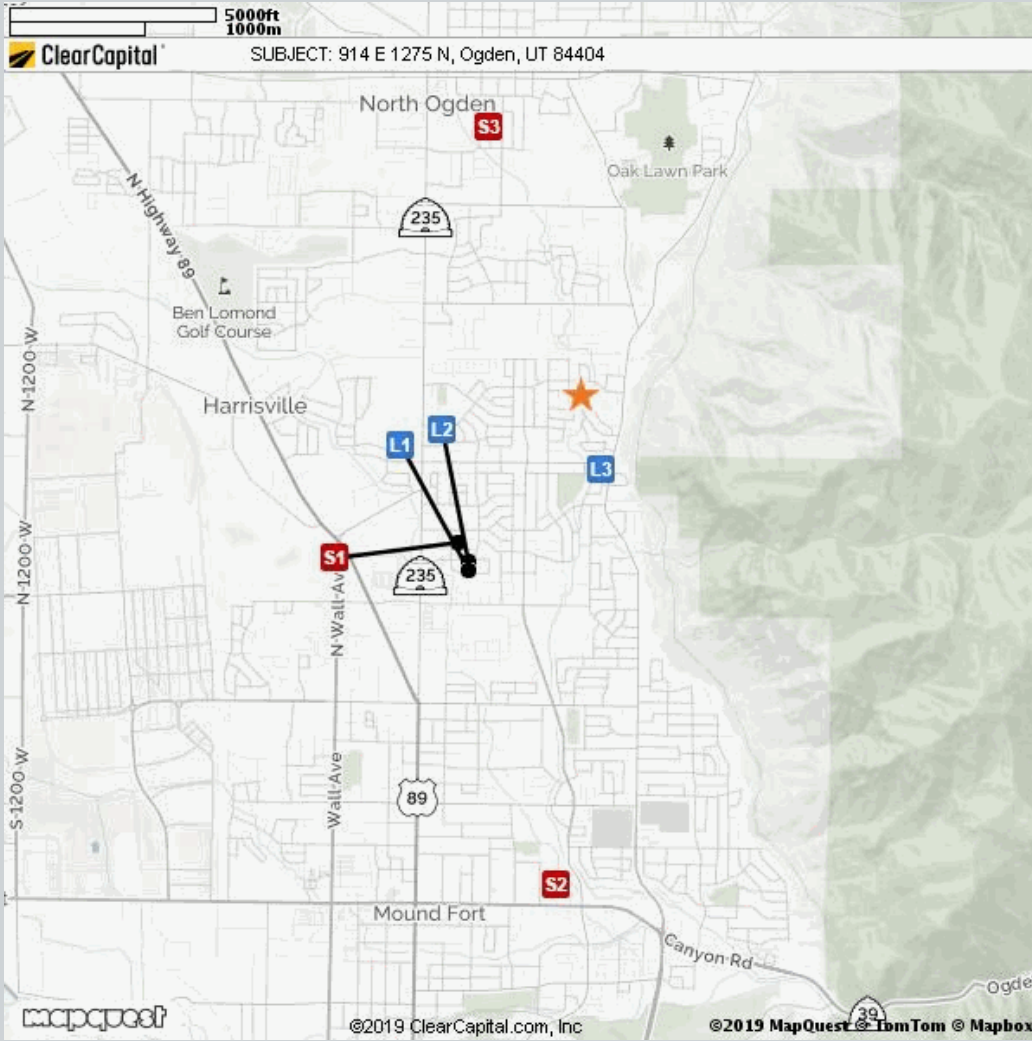 5000ft
1000m
ClearCapital
SUBJECT: 914 E 1275 N, Ogden, UT 84404
North Ogden
S3
Oak Lawn Park
235
N Highway 89
Ben Lomond
Golf Course
N-1200-W
Harrisville
L1
L2
L3
N-1200-W
S1
235
N-Wall-Av
S-1200-W
Wall-Ave
89
S2
Mound Fort
Canyon-Rd
Ogde
39
mapquest
©2019 ClearCapital.com, Inc
©2019 MapQuest © TomTom © Mapbox